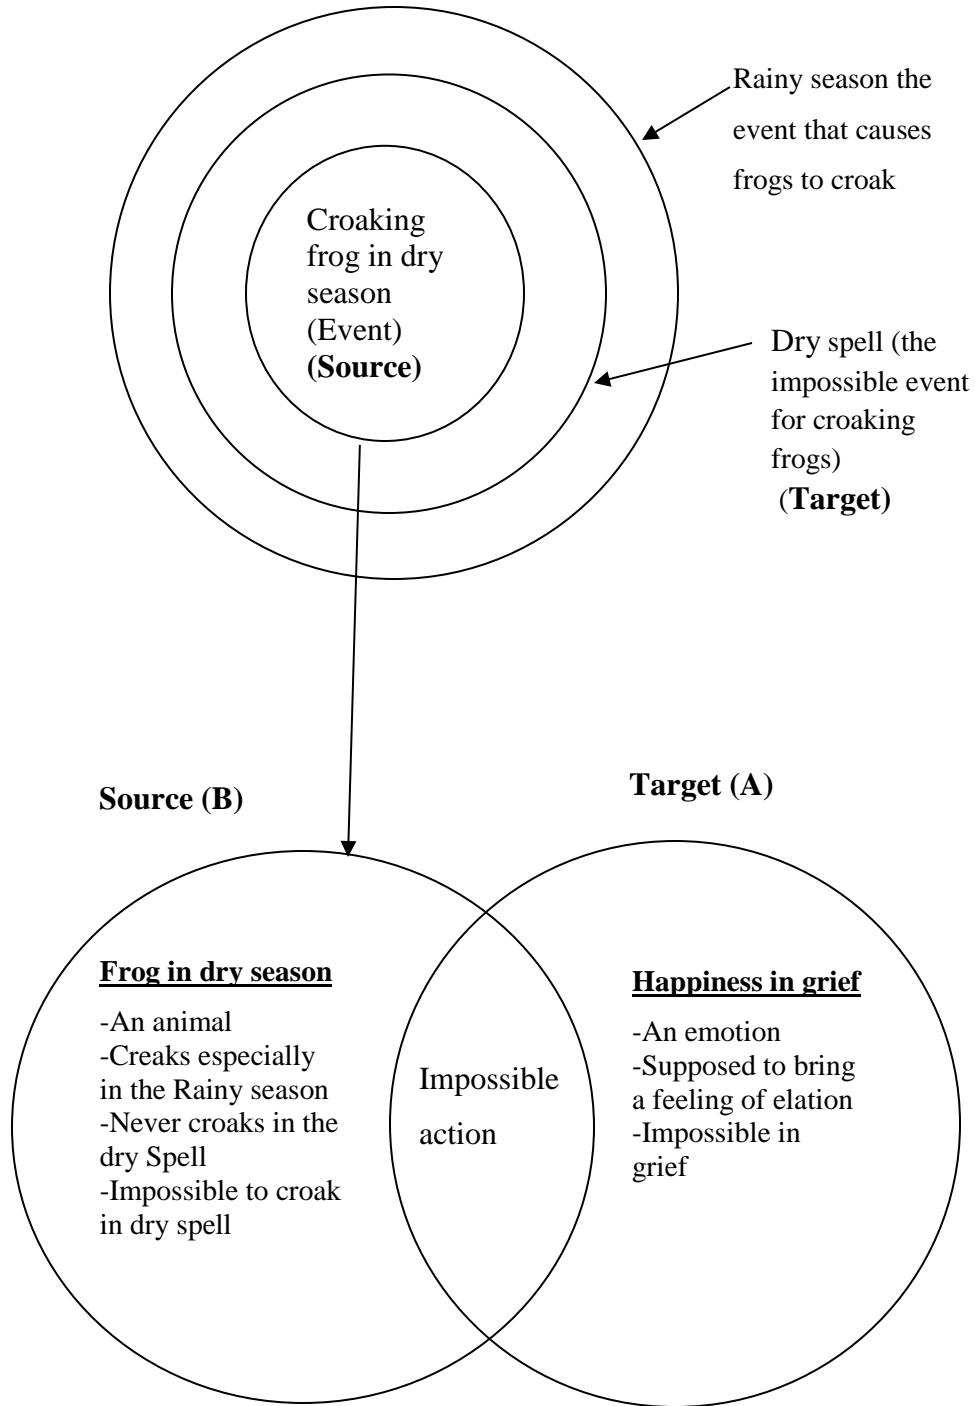 Rainy season the
event that causes
frogs to croak
Croaking
frog in dry
season
(Event)
(Source)
Dry spell (the
impossible event
for croaking
frogs)
(Target)
Source (B)
Target (A)
Frog in dry season
-An animal
-Creaks especially
in the Rainy season
-Never croaks in the
dry Spell
-Impossible to croak
in dry spell
Impossible
action
Happiness in grief
-An emotion
-Supposed to bring
a feeling of elation
-Impossible in
grief